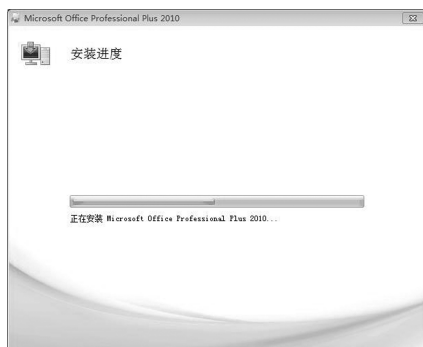 Microsoft Office Professional Plus 2010
安装进度
正在安装 Microsoft Office Professional Plus 2010...